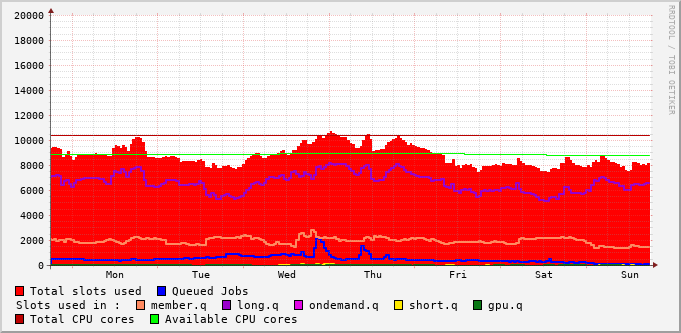 20000
18000
16000
14000
12000
10000
8000
6000
4000
2000
0
Mon Tue Wed Thu Fri Sat Sun
RRDTOOL / TOBI OETIKER
Total slots used Queued Jobs
Slots used in : member.q long.q ondemand.q short.q gpu.q
Total CPU cores Available CPU cores